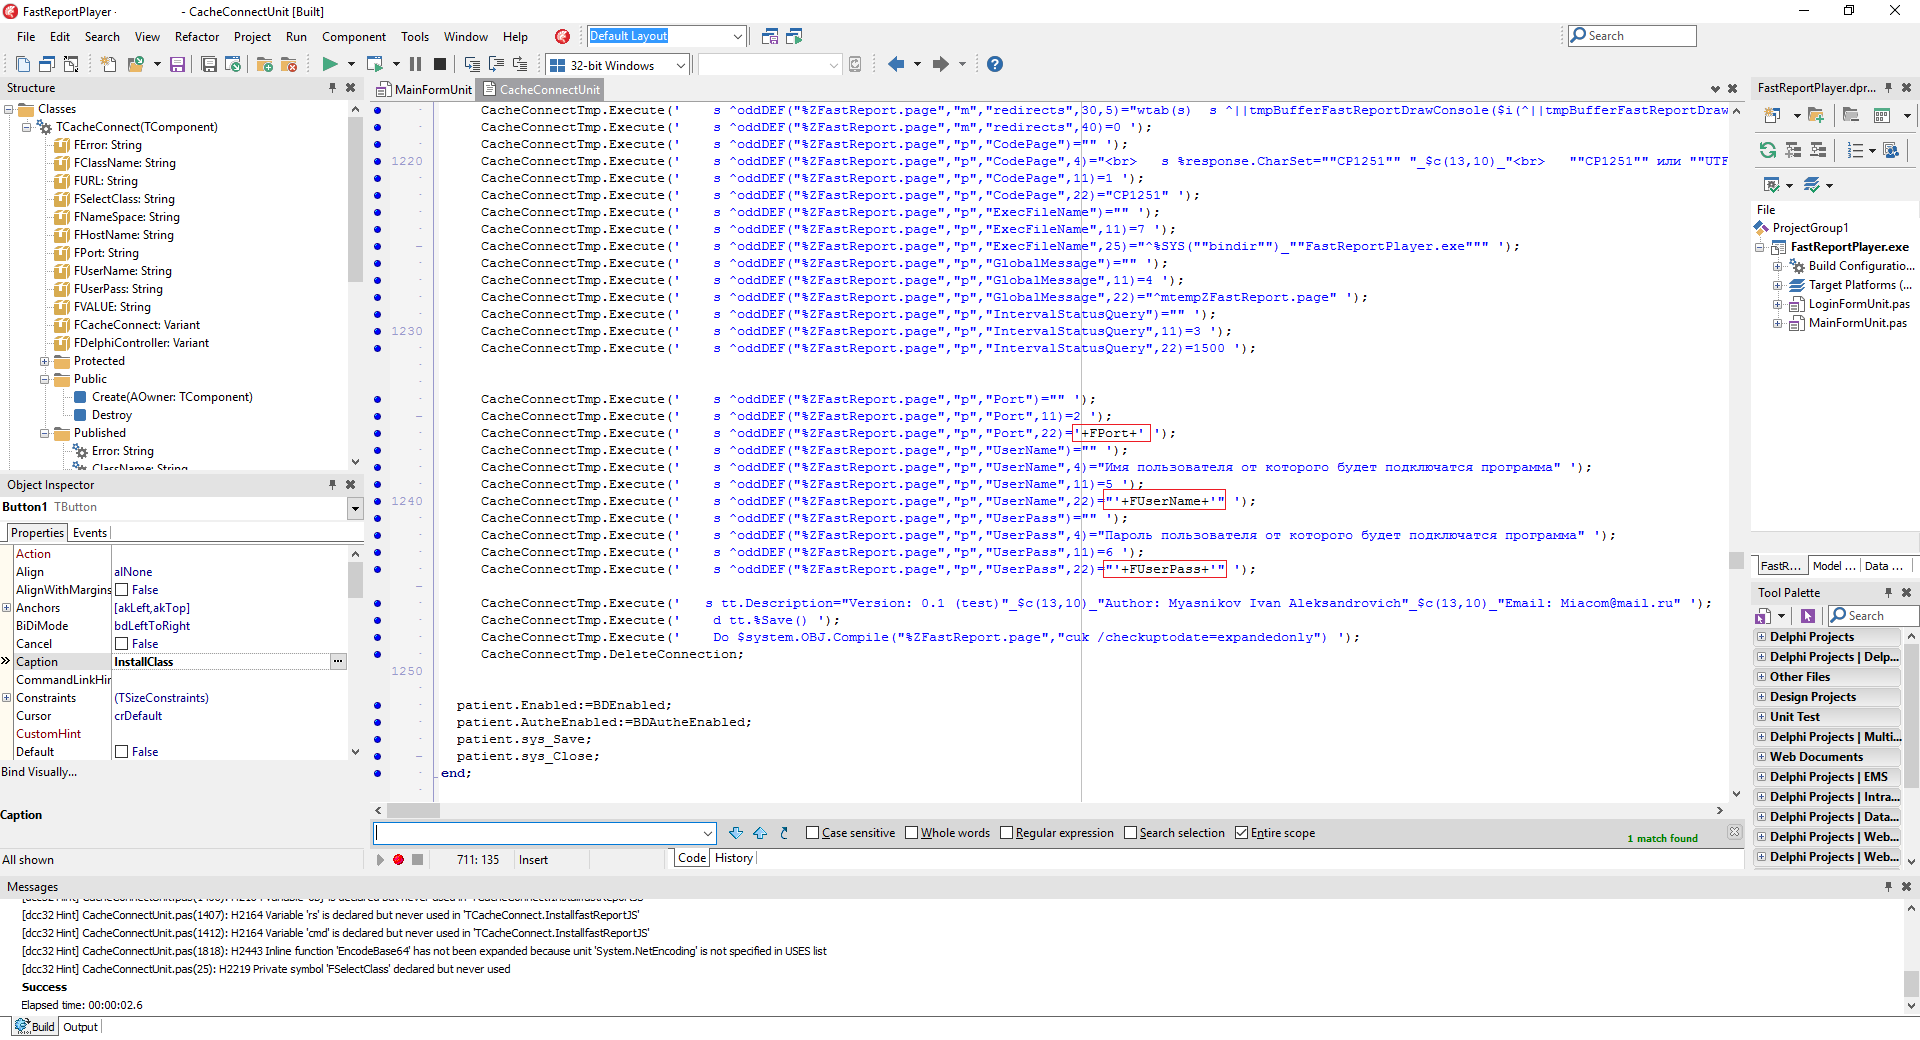 FastReportPlayer - - CacheConnectUnit [Built]
File Edit Search View Refactor Project Run Component Tools Window Help Default Layout Search
32-bit Windows
Structure
Classes
TCacheConnect(TComponent)
FError: String
FClassName: String
FURL: String
FSelectClass: String
FNameSpace: String
FHostName: String
FPort: String
FUserName: String
FUserPass: String
FVALUE: String
FCacheConnect: Variant
FDelphiController: Variant
Protected
Public
Create(AOwner: TComponent)
Destroy
Published
Error: String
ClassName: String
Object Inspector
Button1 TButton
Properties Events
Action
Align alNone
AlignWithMargins False
Anchors [akLeft,akTop]
BiDiMode bdLeftToRight
Cancel False
Caption InstallClass ...
CommandLinkHin
Constraints (TSizeConstraints)
Cursor crDefault
CustomHint
Default False
Bind Visually...
Caption
All shown
MainFormUnit CacheConnectUnit
CacheConnectTmp.Execute(' s ^oddDEF("%ZFastReport.page","m","redirects",30,5)="wtab(s) s ^||tmpBufferFastReportDrawConsole($i(^||tmpBufferFastReportDraw
CacheConnectTmp.Execute(' s ^oddDEF("%ZFastReport.page","m","redirects",40)=0 ');
CacheConnectTmp.Execute(' s ^oddDEF("%ZFastReport.page","p","CodePage")="" ');
1220 CacheConnectTmp.Execute(' s ^oddDEF("%ZFastReport.page","p","CodePage",4)="<br> s %response.CharSet=""CP1251"" "_$c(13,10)_"<br> ""CP1251"" или ""UTF
CacheConnectTmp.Execute(' s ^oddDEF("%ZFastReport.page","p","CodePage",11)=1 ');
CacheConnectTmp.Execute(' s ^oddDEF("%ZFastReport.page","p","CodePage",22)="CP1251" ');
CacheConnectTmp.Execute(' s ^oddDEF("%ZFastReport.page","p","ExecFileName")="" ');
CacheConnectTmp.Execute(' s ^oddDEF("%ZFastReport.page","p","ExecFileName",11)=7 ');
CacheConnectTmp.Execute(' s ^oddDEF("%ZFastReport.page","p","ExecFileName",25)="^%SYS(""bindir"")_""FastReportPlayer.exe""" ');
CacheConnectTmp.Execute(' s ^oddDEF("%ZFastReport.page","p","GlobalMessage")="" ');
CacheConnectTmp.Execute(' s ^oddDEF("%ZFastReport.page","p","GlobalMessage",11)=4 ');
CacheConnectTmp.Execute(' s ^oddDEF("%ZFastReport.page","p","GlobalMessage",22)="^mtempZFastReport.page" ');
CacheConnectTmp.Execute(' s ^oddDEF("%ZFastReport.page","p","IntervalStatusQuery")="" ');
1230 CacheConnectTmp.Execute(' s ^oddDEF("%ZFastReport.page","p","IntervalStatusQuery",11)=3 ');
CacheConnectTmp.Execute(' s ^oddDEF("%ZFastReport.page","p","IntervalStatusQuery",22)=1500 ');
CacheConnectTmp.Execute(' s ^oddDEF("%ZFastReport.page","p","Port")="" ');
CacheConnectTmp.Execute(' s ^oddDEF("%ZFastReport.page","p","Port",11)=2 ');
CacheConnectTmp.Execute(' s ^oddDEF("%ZFastReport.page","p","Port",22)='+FPort+' ');
CacheConnectTmp.Execute(' s ^oddDEF("%ZFastReport.page","p","UserName")="" ');
CacheConnectTmp.Execute(' s ^oddDEF("%ZFastReport.page","p","UserName",4)="Имя пользователя от которого будет подключатся программа" ');
CacheConnectTmp.Execute(' s ^oddDEF("%ZFastReport.page","p","UserName",11)=5 ');
1240 CacheConnectTmp.Execute(' s ^oddDEF("%ZFastReport.page","p","UserName",22)="'+FUserName+'" ');
CacheConnectTmp.Execute(' s ^oddDEF("%ZFastReport.page","p","UserPass")="" ');
CacheConnectTmp.Execute(' s ^oddDEF("%ZFastReport.page","p","UserPass",4)="Пароль пользователя от которого будет подключатся программа" ');
CacheConnectTmp.Execute(' s ^oddDEF("%ZFastReport.page","p","UserPass",11)=6 ');
CacheConnectTmp.Execute(' s ^oddDEF("%ZFastReport.page","p","UserPass",22)="'+FUserPass+'" ');
CacheConnectTmp.Execute(' s tt.Description="Version: 0.1 (test)"_$c(13,10)_"Author: Myasnikov Ivan Aleksandrovich"_$c(13,10)_"Email: Miacom@mail.ru" ');
CacheConnectTmp.Execute(' d tt.%Save() ');
CacheConnectTmp.Execute(' Do $system.OBJ.Compile("%ZFastReport.page","cuk /checkuptodate=expandedonly") ');
CacheConnectTmp.DeleteConnection;
1250
patient.Enabled:=BDEnabled;
patient.AutheEnabled:=BDAutheEnabled;
patient.sys_Save;
patient.sys_Close;
end;
Case sensitive Whole words Regular expression Search selection Entire scope 1 match found
711: 135 Insert Code History
FastReportPlayer.dpr...
File
ProjectGroup1
FastReportPlayer.exe
Build Configuratio...
Target Platforms (...
LoginFormUnit.pas
MainFormUnit.pas
FastR... Model ... Data ...
Tool Palette
Search
Delphi Projects
Delphi Projects | Delp...
Other Files
Design Projects
Unit Test
Delphi Projects | Multi...
Web Documents
Delphi Projects | EMS
Delphi Projects | Intra...
Delphi Projects | Data...
Delphi Projects | Web...
Delphi Projects | Web...
Messages
[dcc32 Hint] CacheConnectUnit.pas(1407): H2164 Variable 'rs' is declared but never used in 'TCacheConnect.InstallfastReportJS'
[dcc32 Hint] CacheConnectUnit.pas(1412): H2164 Variable 'cmd' is declared but never used in 'TCacheConnect.InstallfastReportJS'
[dcc32 Hint] CacheConnectUnit.pas(1818): H2443 Inline function 'EncodeBase64' has not been expanded because unit 'System.NetEncoding' is not specified in USES list
[dcc32 Hint] CacheConnectUnit.pas(25): H2219 Private symbol 'FSelectClass' declared but never used
Success
Elapsed time: 00:00:02.6
Build Output